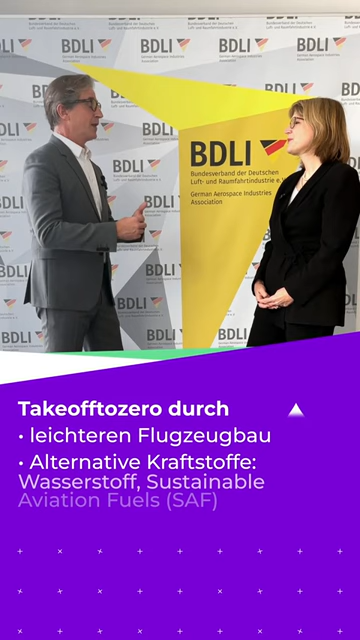 BDLI
Bundesverband der Deutschen
Luft- und Raumfahrtindustrie e.V.
German Aerospace Industries
Association
Takeofftozero durch
• leichteren Flugzeugbau
• Alternative Kraftstoffe:
Wasserstoff, Sustainable
Aviation Fuels (SAF)